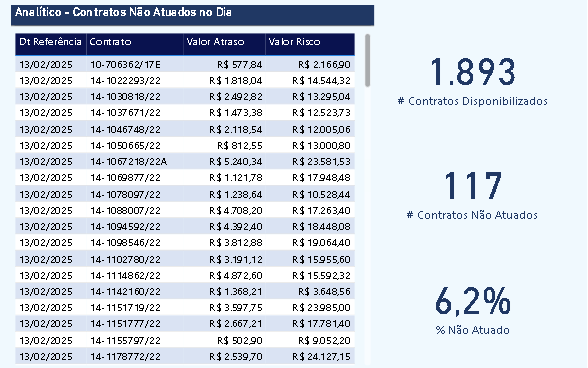 Analítico - Contratos Não Atuados no Dia
Dt Referência Contrato Valor Atraso Valor Risco
13/02/2025 10-706362/17E R$ 577,84 R$ 2.166,90
13/02/2025 14-1022293/22 R$ 1.818,04 R$ 14.544,32
13/02/2025 14-1030818/22 R$ 2.492,82 R$ 13.295,04
13/02/2025 14-1037671/22 R$ 1.473,38 R$ 12.523,73
13/02/2025 14-1046748/22 R$ 2.118,54 R$ 12.005,06
13/02/2025 14-1050665/22 R$ 812,55 R$ 13.000,80
13/02/2025 14-1067218/22A R$ 5.240,34 R$ 23.581,53
13/02/2025 14-1069877/22 R$ 1.121,78 R$ 17.948,48
13/02/2025 14-1078097/22 R$ 1.238,64 R$ 10.528,44
13/02/2025 14-1088007/22 R$ 4.708,20 R$ 17.263,40
13/02/2025 14-1094592/22 R$ 4.392,40 R$ 18.448,08
13/02/2025 14-1098546/22 R$ 3.812,88 R$ 19.064,40
13/02/2025 14-1102780/22 R$ 3.191,12 R$ 15.955,60
13/02/2025 14-1114862/22 R$ 4.872,60 R$ 15.592,32
13/02/2025 14-1142160/22 R$ 1.368,21 R$ 3.648,56
13/02/2025 14-1151719/22 R$ 3.597,75 R$ 23.985,00
13/02/2025 14-1151777/22 R$ 2.667,21 R$ 17.781,40
13/02/2025 14-1155797/22 R$ 502,90 R$ 9.052,20
13/02/2025 14-1178772/22 R$ 2.539,70 R$ 24.127,15
1.893
# Contratos Disponibilizados
117
# Contratos Não Atuados
6,2%
% Não Atuado